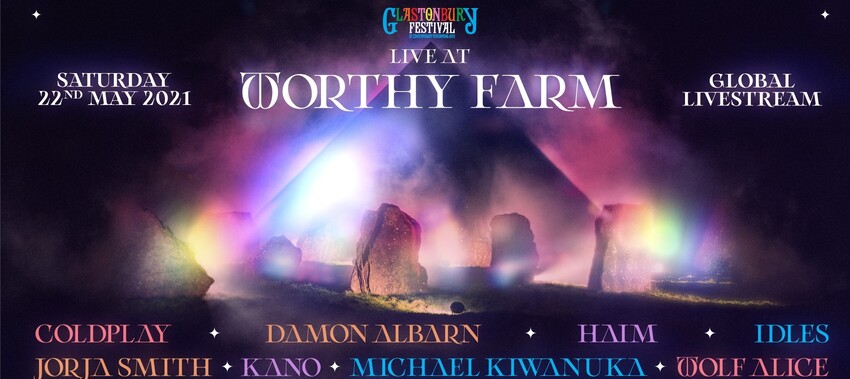 GLASTONBURY
FESTIVAL
LIVE AT
WORTHY FARM
SATURDAY
22ND MAY 2021
GLOBAL
LIVESTREAM
COLDPLAY ✦ DAMON ALBARN ✦ HAIM ✦ IDLES
JORJA SMITH ✦ KANO ✦ MICHAEL KIWANUKA ✦ WOLF ALICE